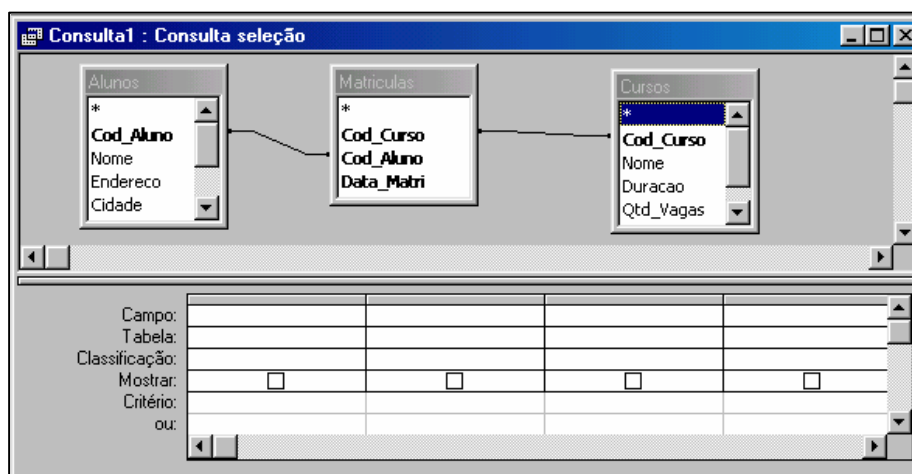 Consulta1 : Consulta seleção
Alunos
*
Cod_Aluno
Nome
Endereco
Cidade
Matriculas
*
Cod_Curso
Cod_Aluno
Data_Matri
Cursos
*
Cod_Curso
Nome
Duracao
Qtd_Vagas
Campo:
Tabela:
Classificação:
Mostrar:
Critério:
ou: